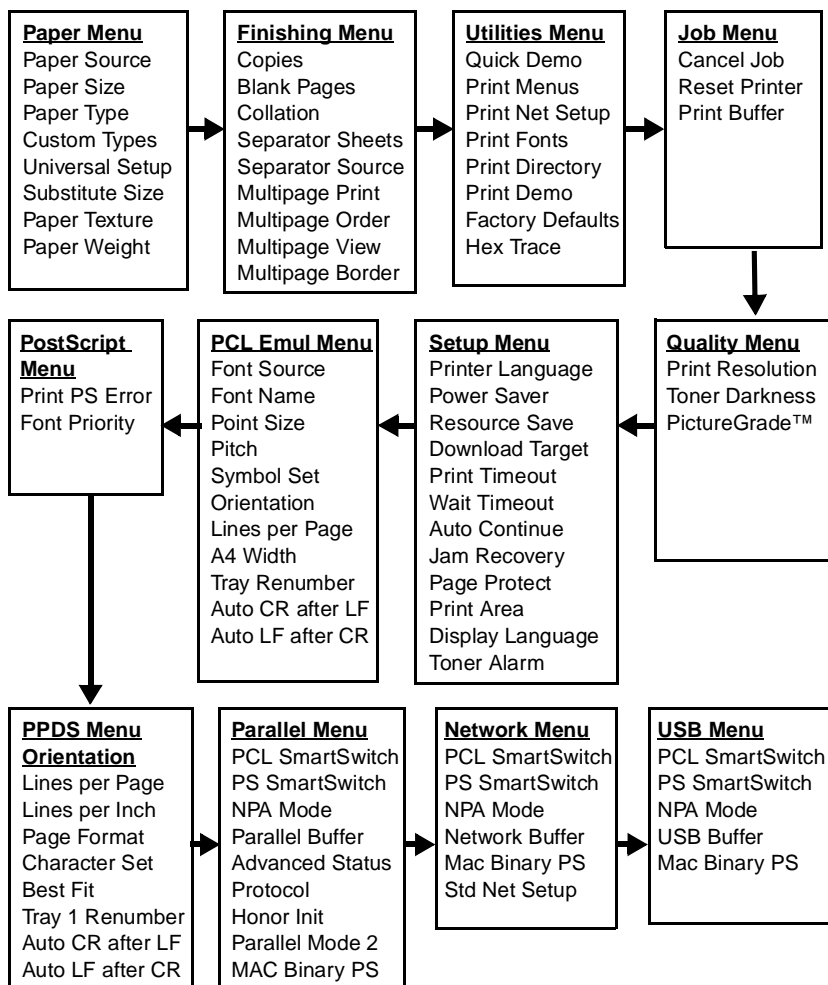 Paper Menu
Paper Source
Paper Size
Paper Type
Custom Types
Universal Setup
Substitute Size
Paper Texture
Paper Weight
Finishing Menu
Copies
Blank Pages
Collation
Separator Sheets
Separator Source
Multipage Print
Multipage Order
Multipage View
Multipage Border
Utilities Menu
Quick Demo
Print Menus
Print Net Setup
Print Fonts
Print Directory
Print Demo
Factory Defaults
Hex Trace
Job Menu
Cancel Job
Reset Printer
Print Buffer
Quality Menu
Print Resolution
Toner Darkness
PictureGrade™
Setup Menu
Printer Language
Power Saver
Resource Save
Download Target
Print Timeout
Wait Timeout
Auto Continue
Jam Recovery
Page Protect
Print Area
Display Language
Toner Alarm
PCL Emul Menu
Font Source
Font Name
Point Size
Pitch
Symbol Set
Orientation
Lines per Page
A4 Width
Tray Renumber
Auto CR after LF
Auto LF after CR
PostScript
Menu
Print PS Error
Font Priority
PPDS Menu
Orientation
Lines per Page
Lines per Inch
Page Format
Character Set
Best Fit
Tray 1 Renumber
Auto CR after LF
Auto LF after CR
Parallel Menu
PCL SmartSwitch
PS SmartSwitch
NPA Mode
Parallel Buffer
Advanced Status
Protocol
Honor Init
Parallel Mode 2
MAC Binary PS
Network Menu
PCL SmartSwitch
PS SmartSwitch
NPA Mode
Network Buffer
Mac Binary PS
Std Net Setup
USB Menu
PCL SmartSwitch
PS SmartSwitch
NPA Mode
USB Buffer
Mac Binary PS